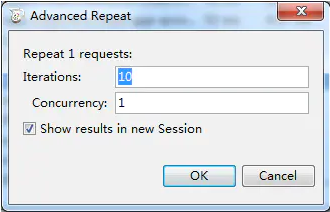 Advanced Repeat
Repeat 1 requests:
Iterations: 10
Concurrency: 1
Show results in new Session
OK Cancel